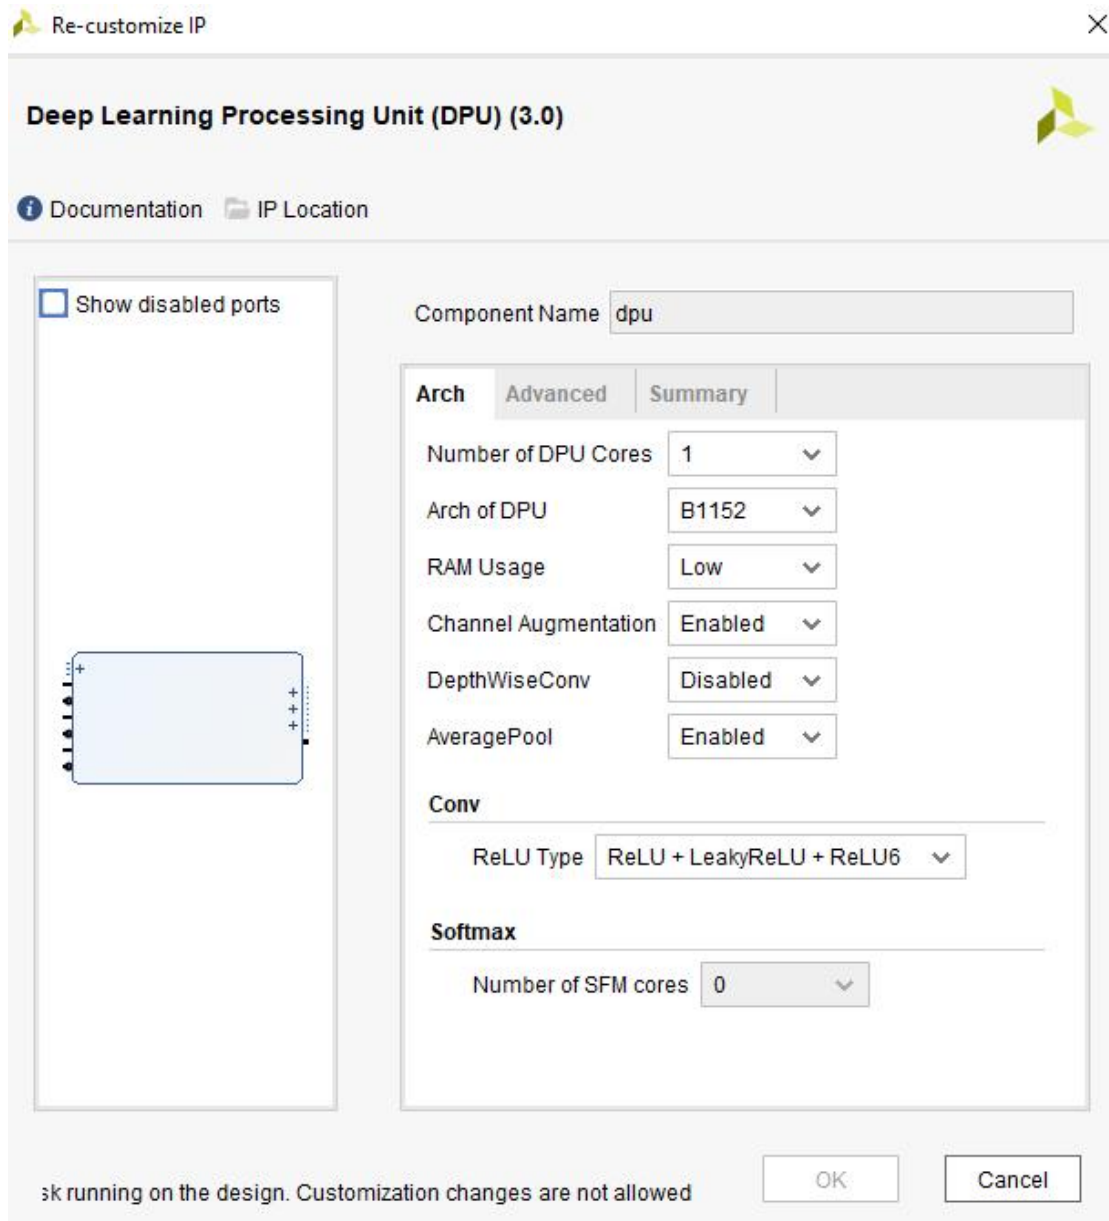 Re-customize IP
Deep Learning Processing Unit (DPU) (3.0)
Documentation IP Location
Show disabled ports
Component Name dpu
Arch Advanced Summary
Number of DPU Cores 1
Arch of DPU B1152
RAM Usage Low
Channel Augmentation Enabled
DepthWiseConv Disabled
AveragePool Enabled
Conv
ReLU Type ReLU + LeakyReLU + ReLU6
Softmax
Number of SFM cores 0
running on the design. Customization changes are not allowed
OK Cancel